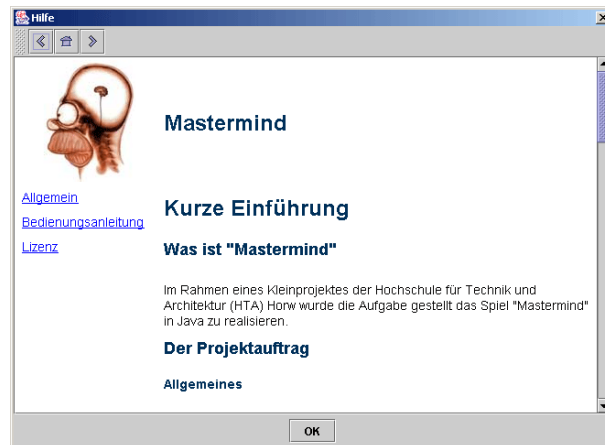 Hilfe
Mastermind
Allgemein
Bedienungsanleitung
Lizenz
Kurze Einführung
Was ist "Mastermind"
Im Rahmen eines Kleinprojektes der Hochschule für Technik und
Architektur (HTA) Horw wurde die Aufgabe gestellt das Spiel "Mastermind"
in Java zu realisieren.
Der Projektauftrag
Allgemeines
OK